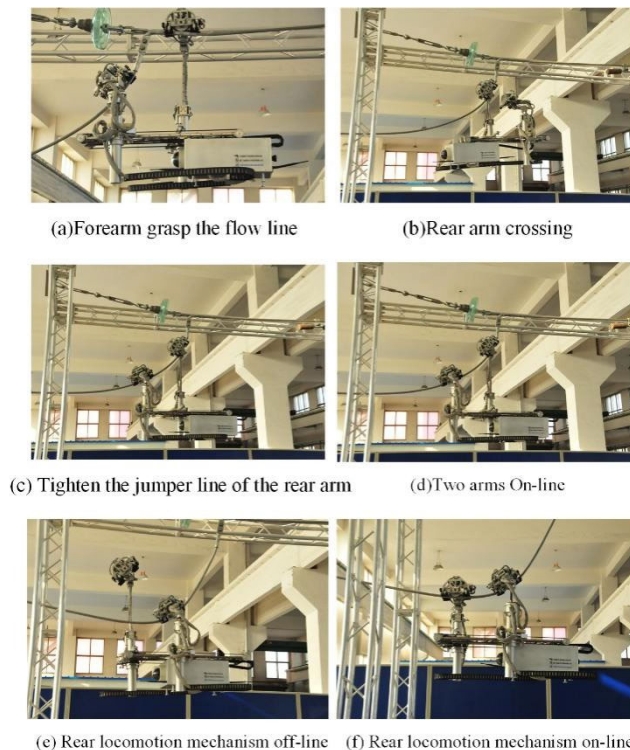 (a)Forearm grasp the flow line
(b)Rear arm crossing
(c) Tighten the jumper line of the rear arm
(d)Two arms On-line
(e) Rear locomotion mechanism off-line
(f) Rear locomotion mechanism on-line